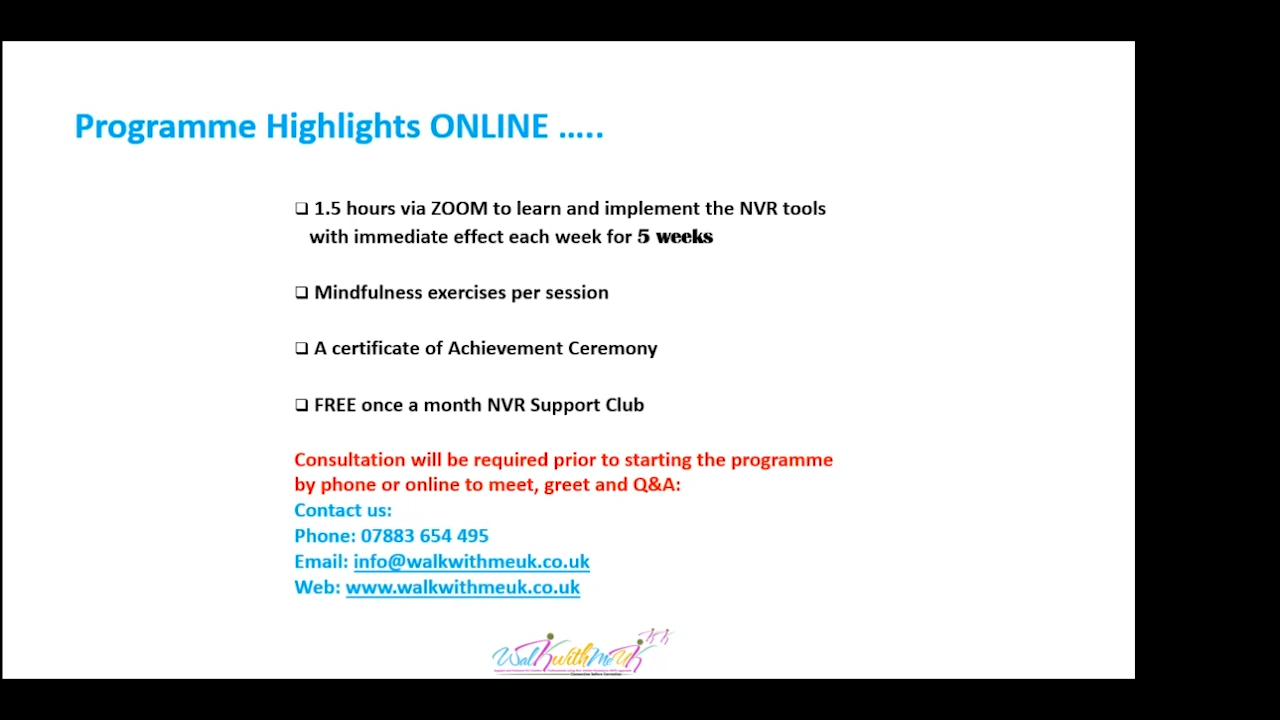 Programme Highlights ONLINE .....
❑ 1.5 hours via ZOOM to learn and implement the NVR tools
with immediate effect each week for 5 weeks
❑ Mindfulness exercises per session
❑ A certificate of Achievement Ceremony
❑ FREE once a month NVR Support Club
Consultation will be required prior to starting the programme
by phone or online to meet, greet and Q&A:
Contact us:
Phone: 07883 654 495
Email: info@walkwithmeuk.co.uk
Web: www.walkwithmeuk.co.uk
WalkwithMeUK
Connection before Correction